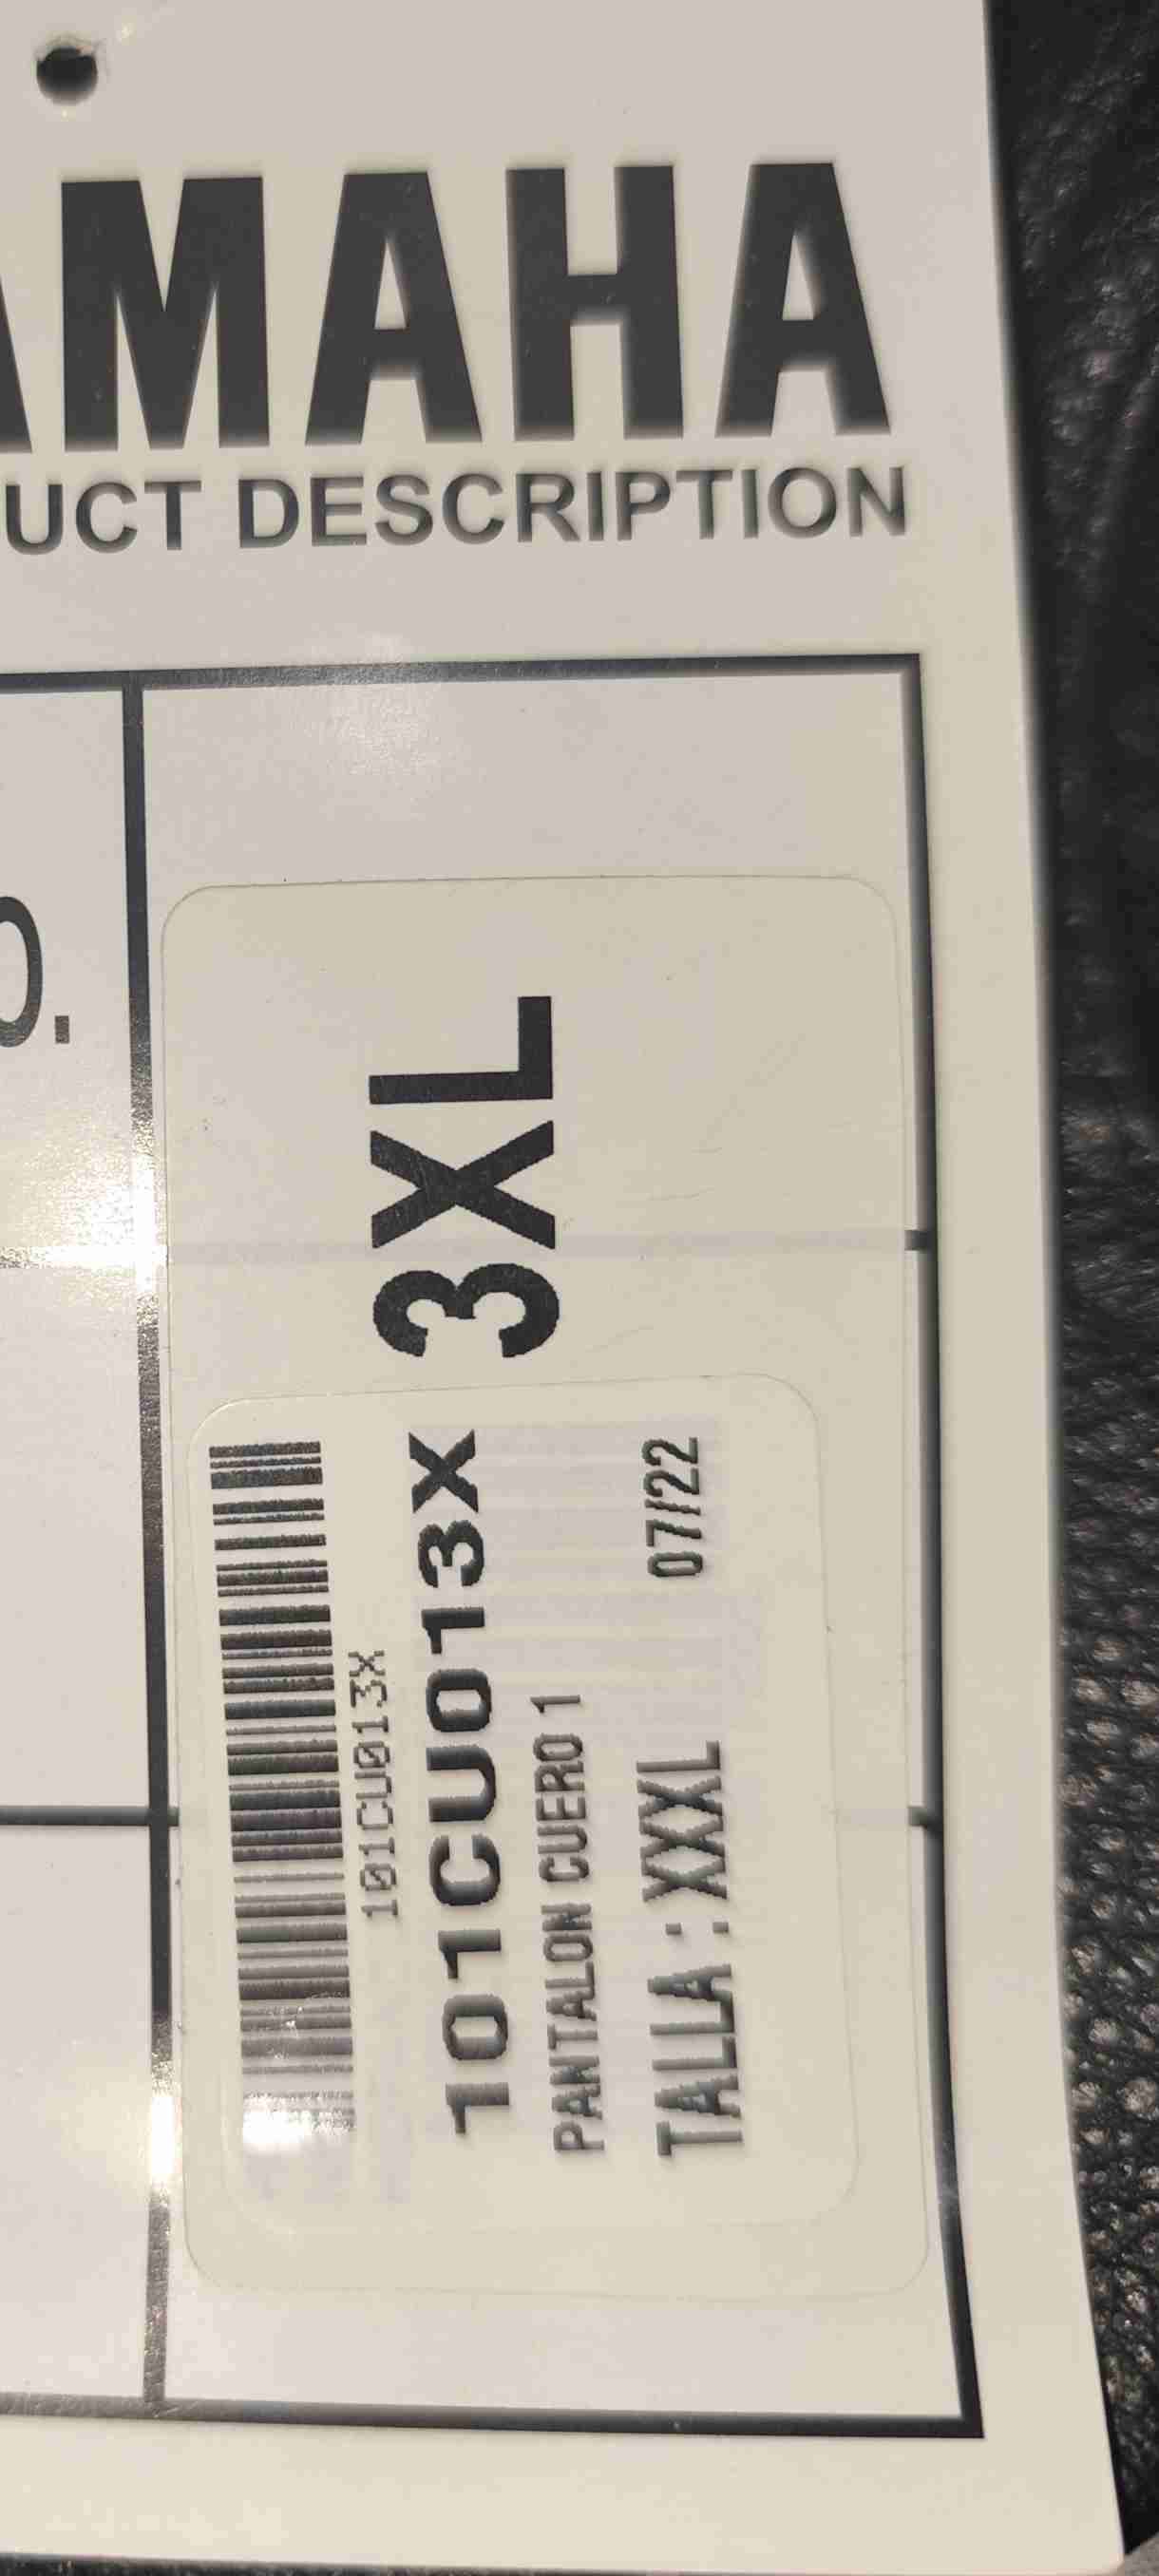 AMAHA
UCT DESCRIPTION
O.
3XL
101CU013X
101CU013X
PANTALON CUERO 1
TALLA : XXXL 07/22